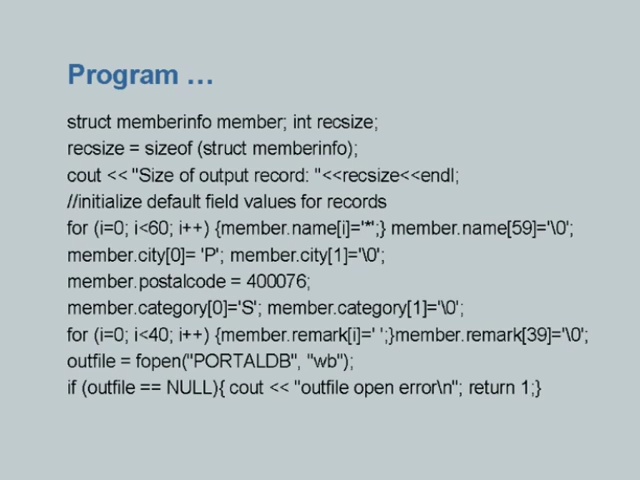 Program …
struct memberinfo member; int recsize;
recsize = sizeof (struct memberinfo);
cout << "Size of output record: "<<recsize<<endl;
//initialize default field values for records
for (i=0; i<60; i++) {member.name[i]='*';} member.name[59]='\0';
member.city[0]= 'P'; member.city[1]='\0';
member.postalcode = 400076;
member.category[0]='S'; member.category[1]='\0';
for (i=0; i<40; i++) {member.remark[i]=' ';}member.remark[39]='\0';
outfile = fopen("PORTALDB", "wb");
if (outfile == NULL){ cout << "outfile open error\n"; return 1;}